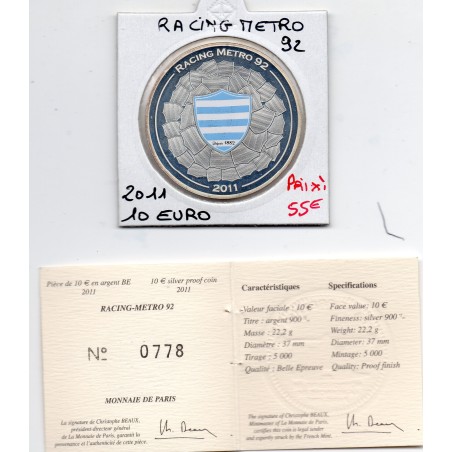 RACING METRO
92
RACING METRO 92
Depuis 1882
2011
2011
10 EURO
PRiX:
55€
Pièce de 10 € en argent BE
2011
10 € silver proof coin
2011
RACING-METRO 92
N° 0778
MONNAIE DE PARIS
La signature de Christophe BEAUX,
président-directeur général
de La Monnaie de Paris, garantit la
provenance et l'authenticité de cette pièce.
Caractéristiques
Valeur faciale : 10 €
Titre : argent 900 ‰
Masse : 22,2 g
Diamètre : 37 mm
Tirage : 5 000
Qualité : Belle Epreuve
Specifications
Face value: 10 €
Fineness: silver 900 ‰
Weight: 22,2 g
Diameter: 37 mm
Mintage: 5 000
Quality: Proof finish
The signature of Christophe BEAUX,
Mintmaster of La Monnaie de Paris,
certifies this coin is legal tender
and expertly struck by the French Mint.